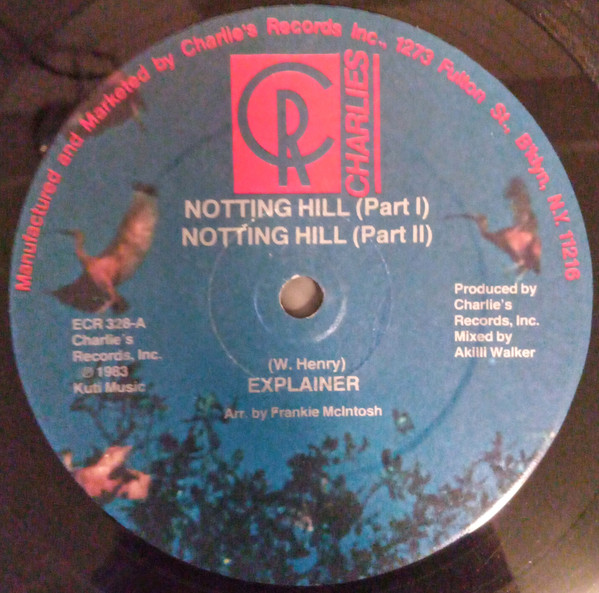 Manufactured and Marketed by Charlie's Records Inc., 1273 Fulton St., B'klyn, N.Y. 11216
CR
CHARLIES
NOTTING HILL (Part I)
NOTTING HILL (Part II)
ECR 328-A
Charlie's
Records, Inc.
℗ 1983
Kuti Music
Produced by
Charlie's
Records, Inc.
Mixed by
Akilli Walker
(W. Henry)
EXPLAINER
Arr. by Frankie McIntosh